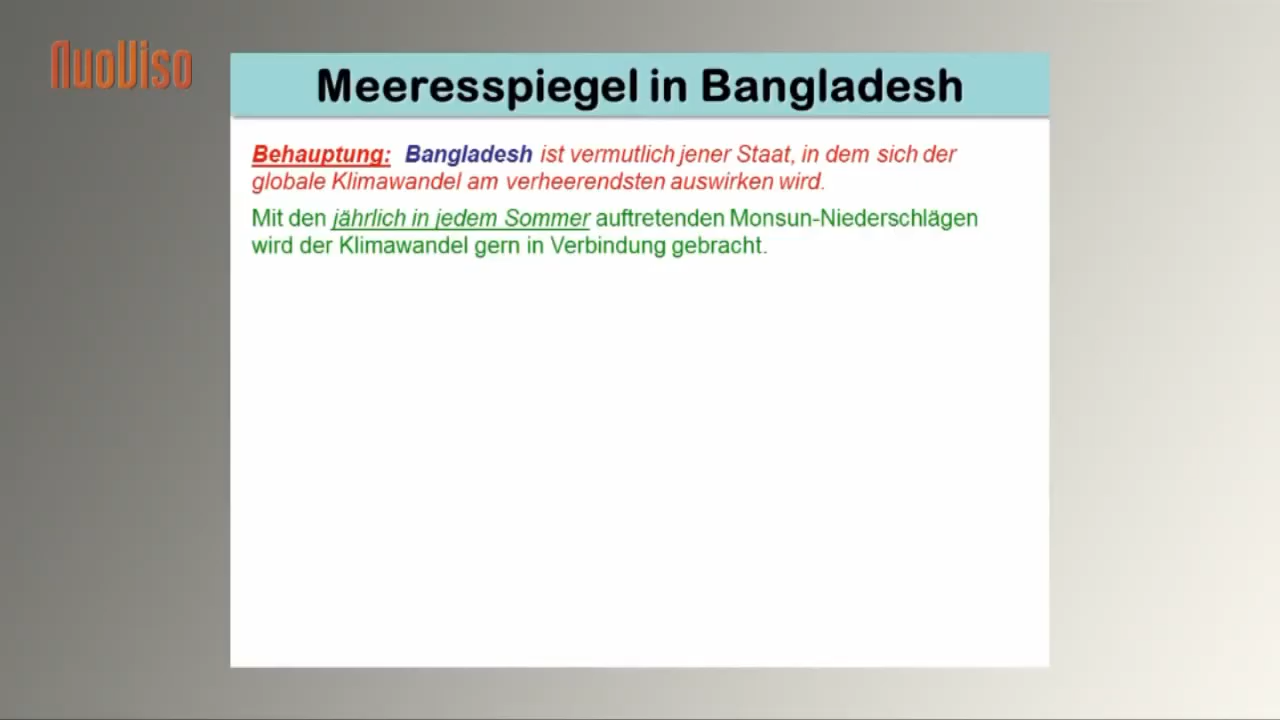 NuoViso
Meeresspiegel in Bangladesh
Behauptung: Bangladesh ist vermutlich jener Staat, in dem sich der
globale Klimawandel am verheerendsten auswirken wird.
Mit den jährlich in jedem Sommer auftretenden Monsun-Niederschlägen
wird der Klimawandel gern in Verbindung gebracht.